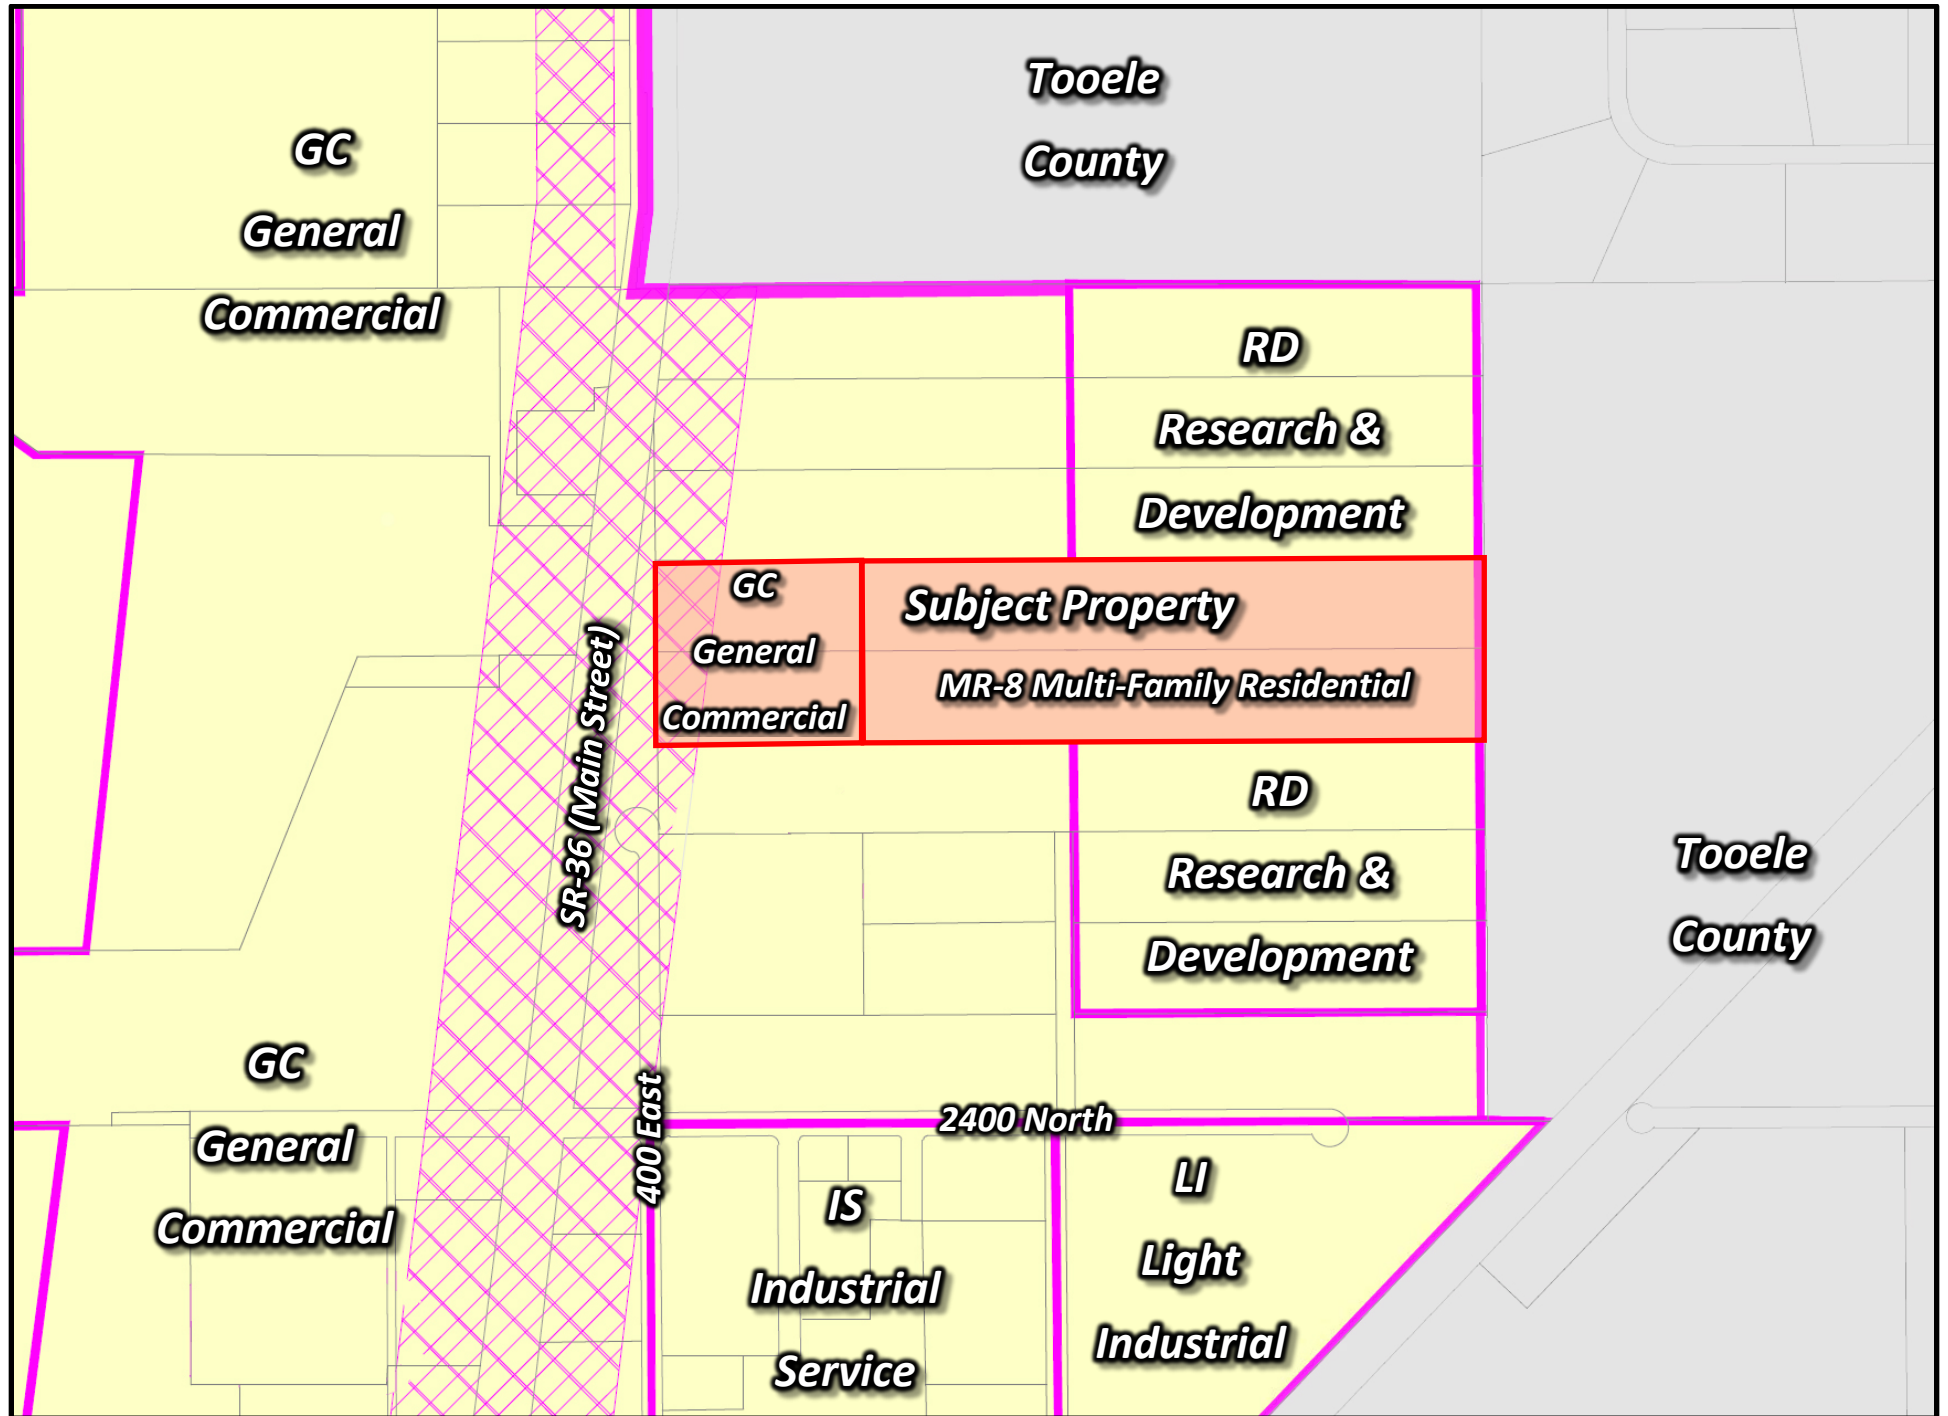 Tooele
County
GC
General
Commercial
RD
Research &
Development
GC
General
Commercial
Subject Property
MR-8 Multi-Family Residential
SR-36 (Main Street)
RD
Research &
Development
Tooele
County
GC
General
Commercial
400 East
2400 North
IS
Industrial
Service
LI
Light
Industrial